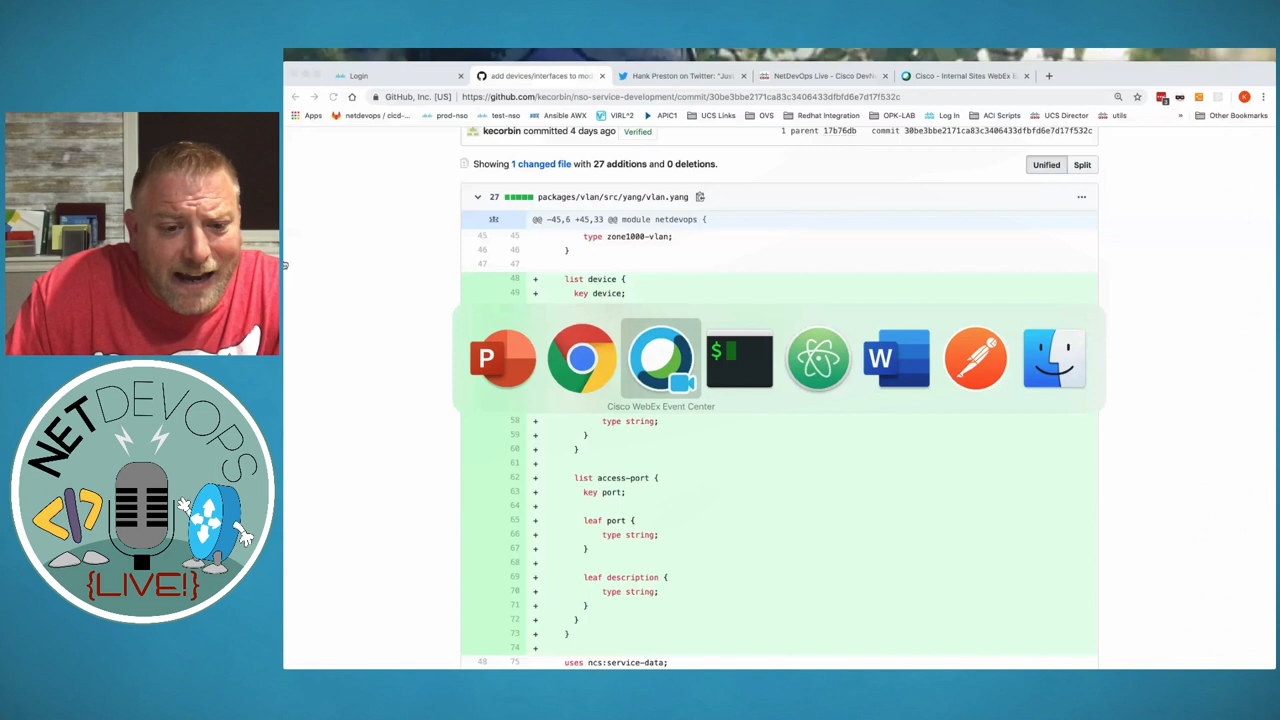 Login
add devices/interfaces to mod
Hank Preston on Twitter: "Jus
NetDevOps Live - Cisco DevN
Cisco - Internal Sites WebEx E
GitHub, Inc. [US]
https://github.com/kecorbin/nso-service-development/commit/30be3bbe2171ca83c3406433dfbfd6e7d17f532c
Apps
netdevops / cicd-...
prod-nso
test-nso
Ansible AWX
VIRL^2
APIC1
UCS Links
OVS
Redhat Integration
OPK-LAB
Log In
ACI Scripts
UCS Director
utils
»
Other Bookmarks
kecorbin committed 4 days ago
Verified
1 parent 17b76db
commit 30be3bbe2171ca83c3406433dfbfd6e7d17f532c
Showing 1 changed file with 27 additions and 0 deletions.
Unified
Split
27
packages/vlan/src/yang/vlan.yang
@@ -45,6 +45,33 @@ module netdevops {
45 45 type zone1000-vlan;
46 46 }
47 47
48 + list device {
49 + key device;
P
$
W
Cisco WebEx Event Center
58 + type string;
59 + }
60 + }
61 +
62 + list access-port {
63 + key port;
64 +
65 + leaf port {
66 + type string;
67 + }
68 +
69 + leaf description {
70 + type string;
71 + }
72 + }
73 + }
74 +
48 75 uses ncs:service-data;
NETDEVOPS
</>
{LIVE!}